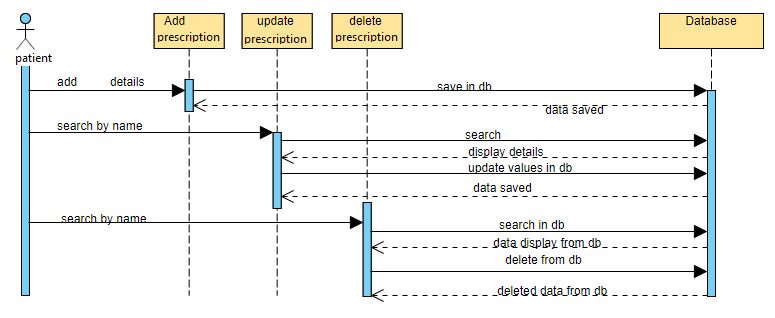 Add
prescription
update
prescription
delete
prescription
Database
patient
add details
save in db
data saved
search by name
search
display details
update values in db
data saved
search by name
search in db
data display from db
delete from db
deleted data from db